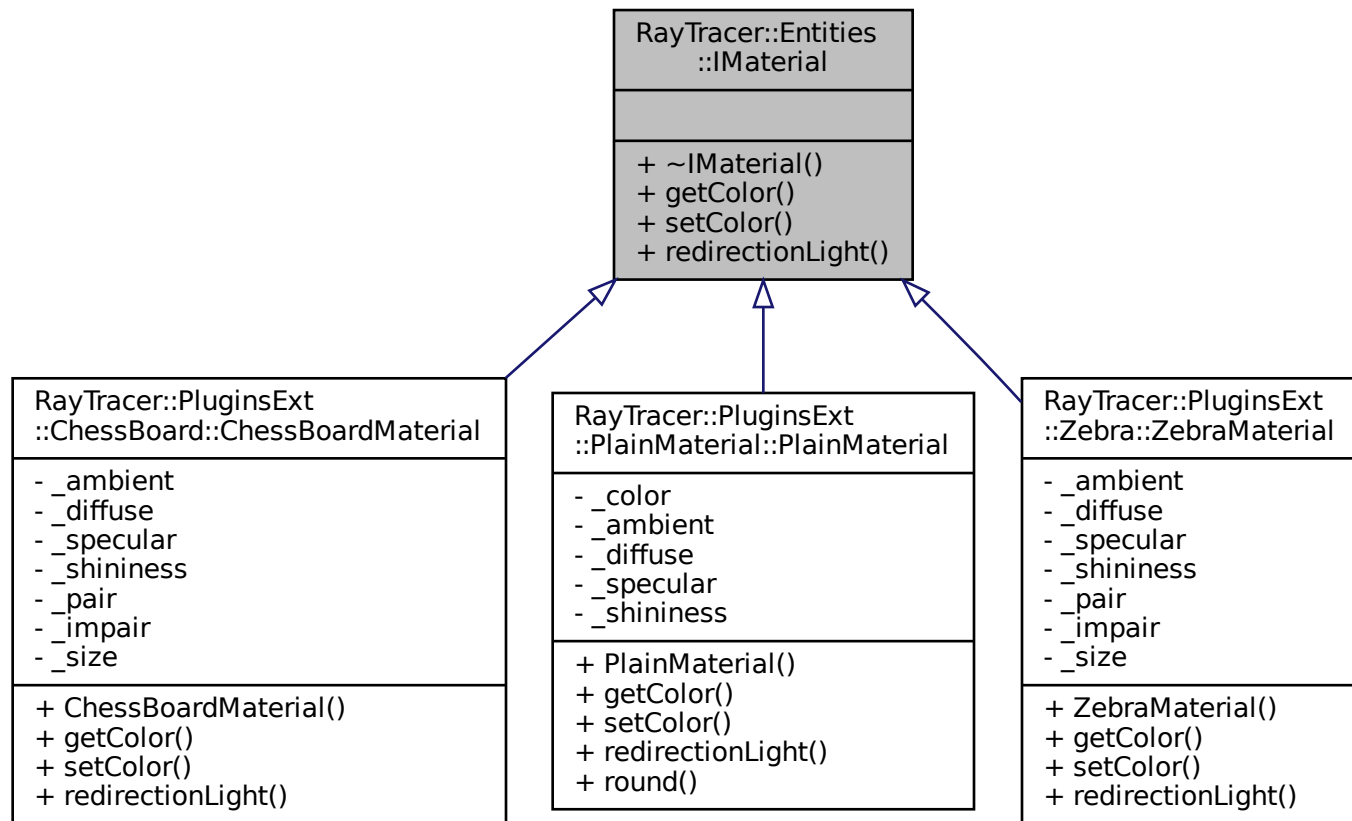 RayTracer::Entities
::IMaterial
+ ~IMaterial()
+ getColor()
+ setColor()
+ redirectionLight()
RayTracer::PluginsExt
::ChessBoard::ChessBoardMaterial
- _ambient
- _diffuse
- _specular
- _shininess
- _pair
- _impair
- _size
+ ChessBoardMaterial()
+ getColor()
+ setColor()
+ redirectionLight()
RayTracer::PluginsExt
::PlainMaterial::PlainMaterial
- _color
- _ambient
- _diffuse
- _specular
- _shininess
+ PlainMaterial()
+ getColor()
+ setColor()
+ redirectionLight()
+ round()
RayTracer::PluginsExt
::Zebra::ZebraMaterial
- _ambient
- _diffuse
- _specular
- _shininess
- _pair
- _impair
- _size
+ ZebraMaterial()
+ getColor()
+ setColor()
+ redirectionLight()